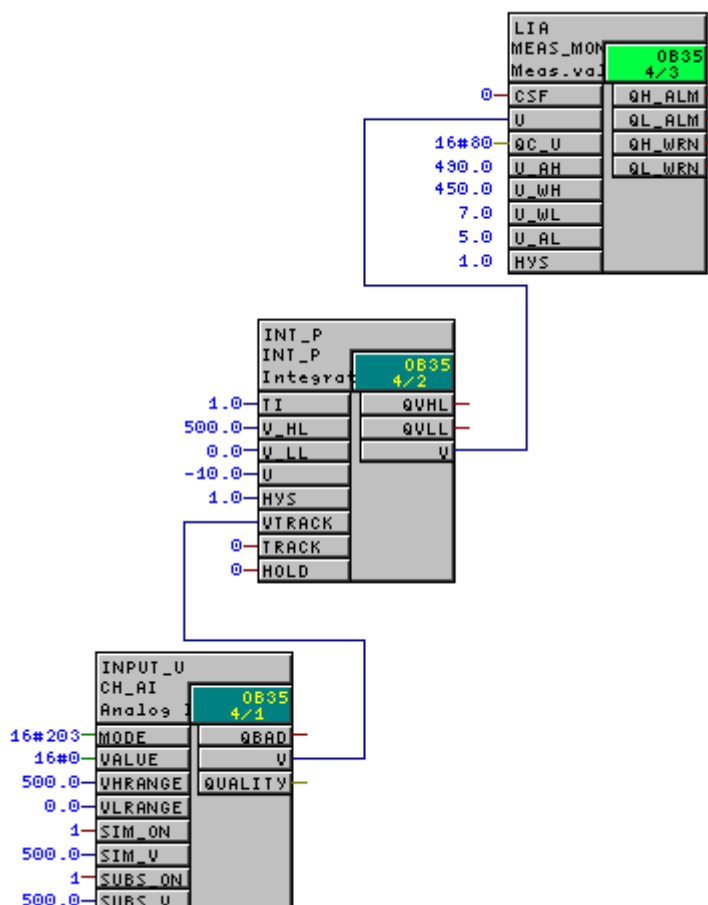 LIA
MEAS_MON
Meas.val
OB35
4/3
0 CSF QH_ALM
U QL_ALM
16#80 QC_U QH_WRN
490.0 U_AH QL_WRN
450.0 U_WH
7.0 U_WL
5.0 U_AL
1.0 HYS
INT_P
INT_P
Integrat
OB35
4/2
1.0 TI QVHL
500.0 V_HL QVLL
0.0 V_LL V
-10.0 U
1.0 HYS
VTRACK
0 TRACK
0 HOLD
INPUT_U
CH_AI
Analog
OB35
4/1
16#203 MODE QBAD
16#0 VALUE V
500.0 VHRANGE QUALITY
0.0 VLRANGE
1 SIM_ON
500.0 SIM_V
1 SUBS_ON
500.0 SUBS_V